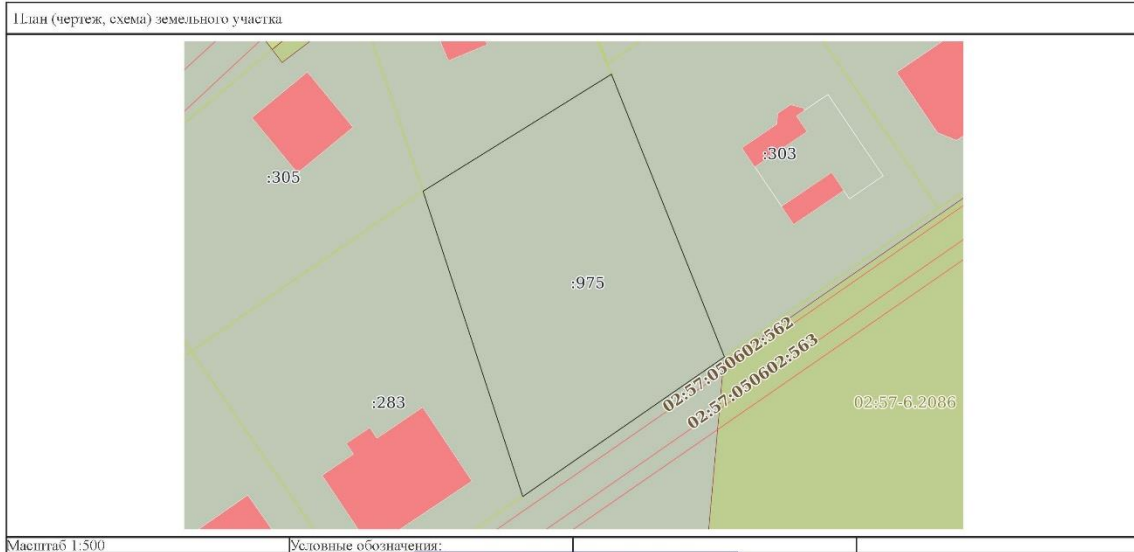 План (чертеж, схема) земельного участка
:303
:305
:975
02:57:050602:562
02:57:050602:563
:283
02:57-6.2086
Масштаб 1:500
Условные обозначения: